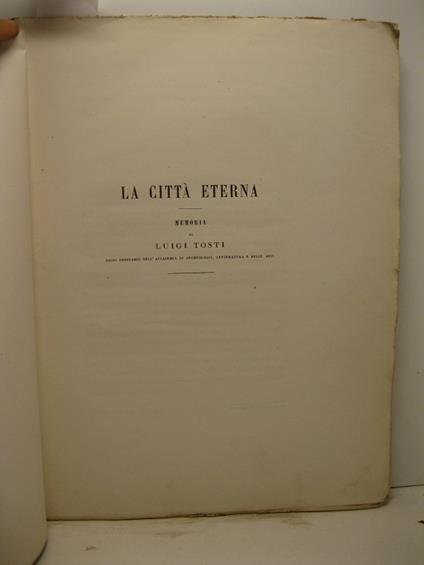 LA CITTÀ ETERNA
MEMORIA
DI
LUIGI TOSTI
SOCIO ORDINARIO DELL'ACCADEMIA DI ARCHEOLOGIA, LETTERATURA E BELLE ARTI